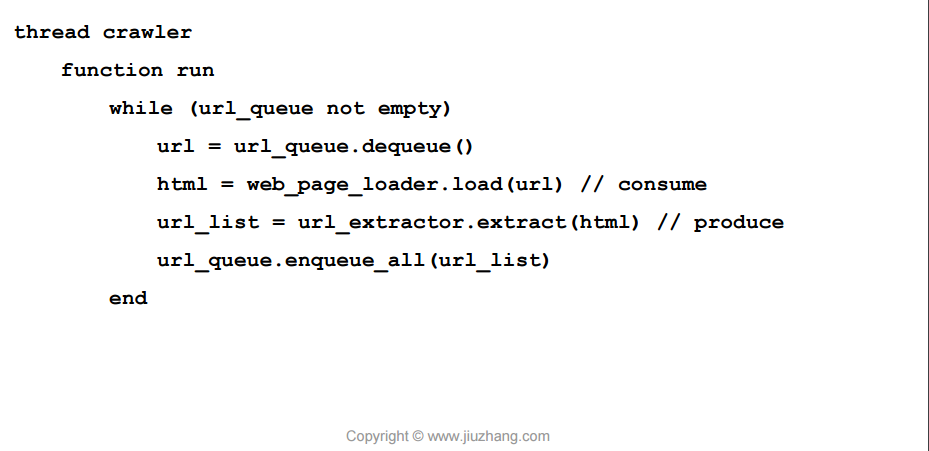 thread crawler
function run
while (url_queue not empty)
url = url_queue.dequeue()
html = web_page_loader.load(url) // consume
url_list = url_extractor.extract(html) // produce
url_queue.enqueue_all(url_list)
end
Copyright © www.jiuzhang.com